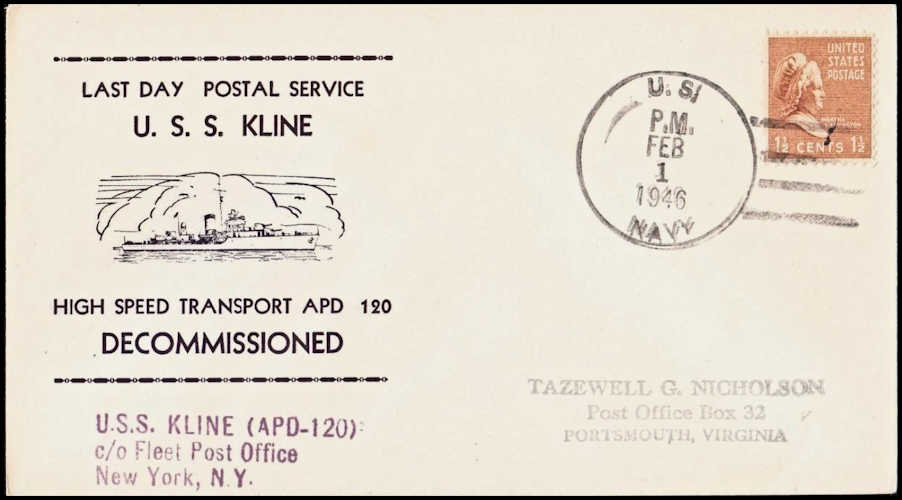 LAST DAY POSTAL SERVICE
U. S. S. KLINE
HIGH SPEED TRANSPORT APD 120
DECOMMISSIONED
U.S.S. KLINE (APD-120)
c/o Fleet Post Office
New York, N.Y.
U. S.
P.M.
FEB
1
1946
NAVY
UNITED
STATES
POSTAGE
MARTHA
WASHINGTON
1½ CENTS 1½
TAZEWELL G. NICHOLSON
Post Office Box 32
PORTSMOUTH, VIRGINIA